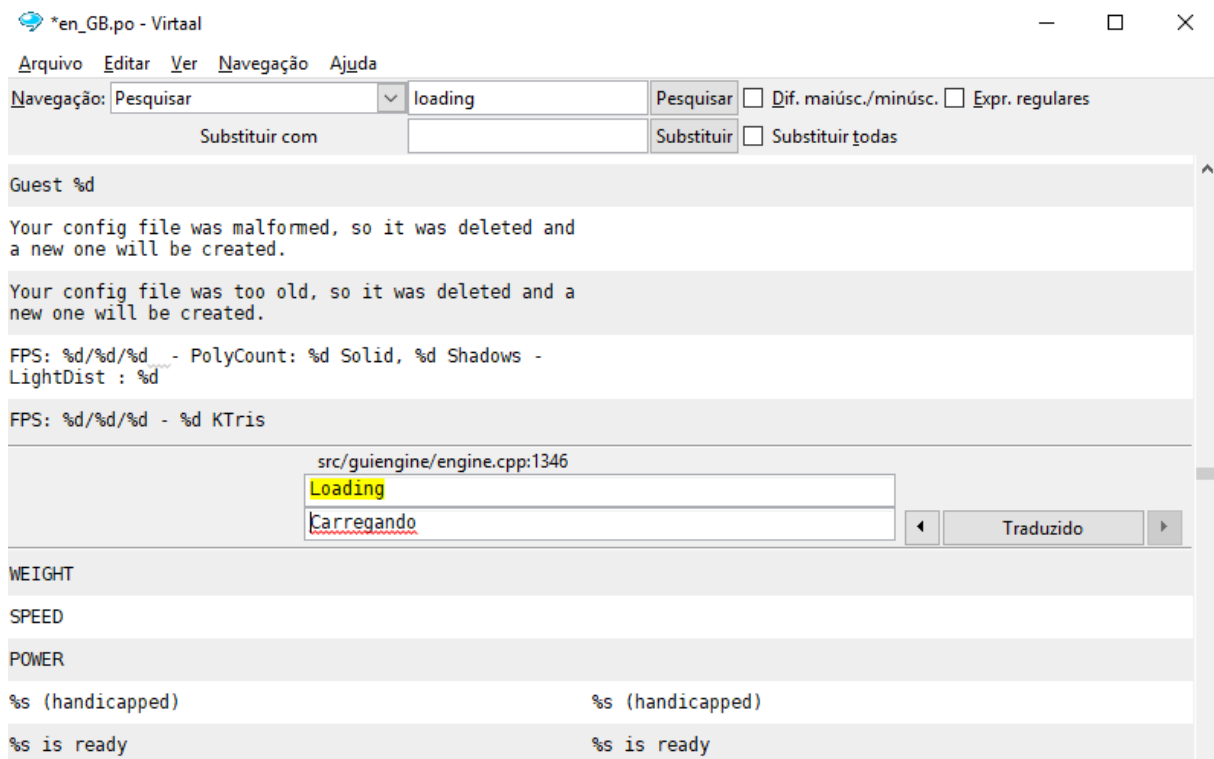 *en_GB.po - Virtaal
Arquivo Editar Ver Navegação Ajuda
Navegação: Pesquisar loading Pesquisar Dif. maiúsc./minúsc. Expr. regulares
Substituir com Substituir Substituir todas
Guest %d
Your config file was malformed, so it was deleted and
a new one will be created.
Your config file was too old, so it was deleted and a
new one will be created.
FPS: %d/%d/%d  - PolyCount: %d Solid, %d Shadows -
LightDist : %d
FPS: %d/%d/%d - %d KTris
src/guiengine/engine.cpp:1346
Loading
Carregando
Traduzido
WEIGHT
SPEED
POWER
%s (handicapped) %s (handicapped)
%s is ready %s is ready